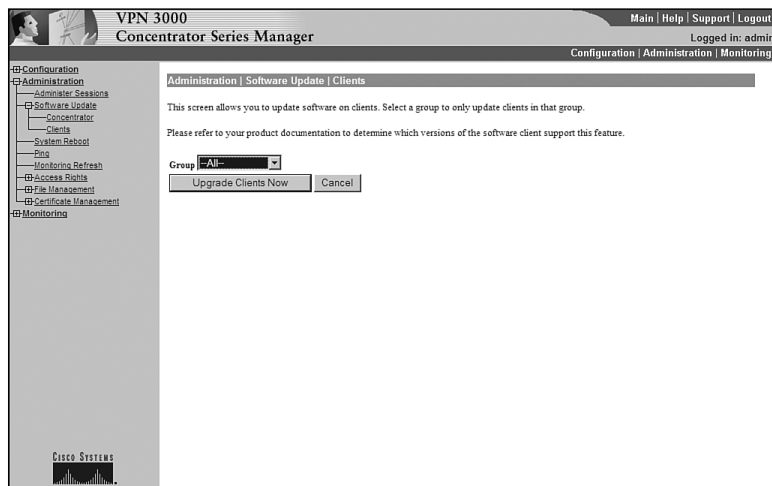 VPN 3000
Concentrator Series Manager
Main | Help | Support | Logout
Logged in: admin
Configuration | Administration | Monitoring
Configuration
Administration
Administer Sessions
Software Update
Concentrator
Clients
System Reboot
Ping
Monitoring Refresh
Access Rights
File Management
Certificate Management
Monitoring
Administration | Software Update | Clients
This screen allows you to update software on clients. Select a group to only update clients in that group.
Please refer to your product documentation to determine which versions of the software client support this feature.
Group --All--
Upgrade Clients Now Cancel
CISCO SYSTEMS